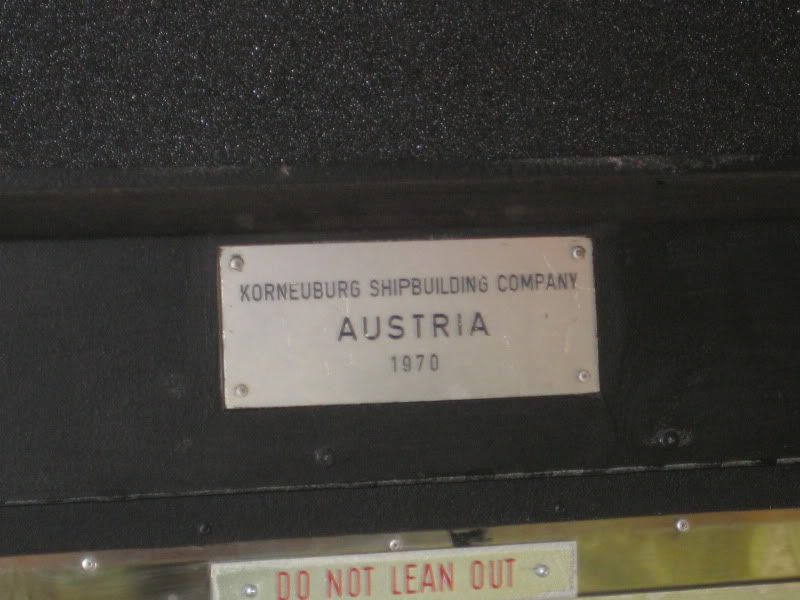 KORNEUBURG SHIPBUILDING COMPANY
AUSTRIA
1970
DO NOT LEAN OUT